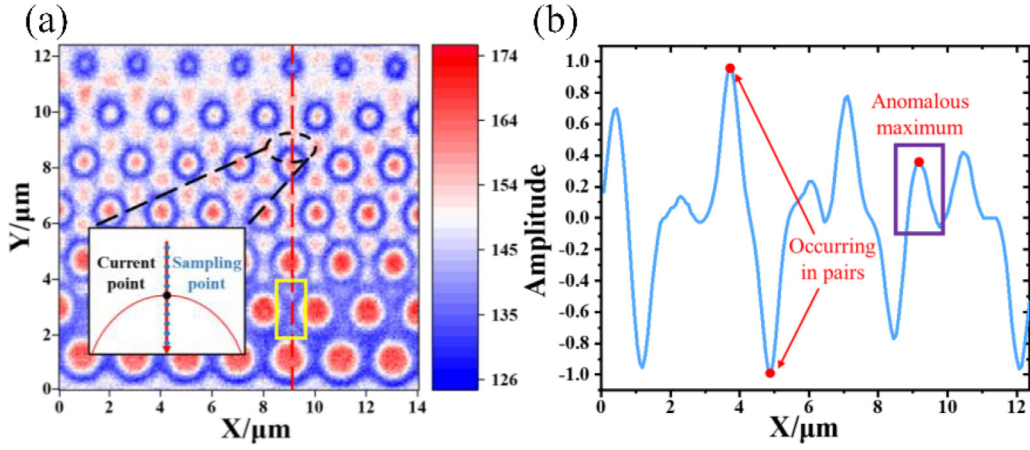 (a)
(b)
12
10
8
6
4
2
0
Y/μm
0 2 4 6 8 10 12 14
X/μm
174
164
154
145
135
126
Current Sampling
point point
1.0
0.8
0.6
0.4
0.2
0.0
-0.2
-0.4
-0.6
-0.8
-1.0
Amplitude
Anomalous
maximum
Occurring
in pairs
0 2 4 6 8 10 12
X/μm